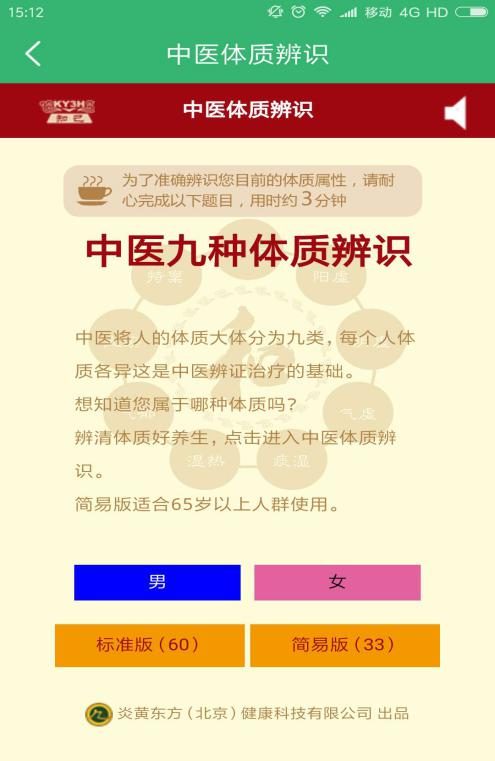 15:12
移动 4G HD
中医体质辨识
KY3H
知己
中医体质辨识
为了准确辨识您目前的体质属性，请耐
心完成以下题目，用时约3分钟
中医九种体质辨识
特禀
阳虚
中医将人的体质大体分为九类，每个人体
质各异这是中医辨证治疗的基础。
想知道您属于哪种体质吗？
气虚
辨清体质好养生，点击进入中医体质辨
识。
湿热
痰湿
简易版适合65岁以上人群使用。
男
女
标准版（60）
简易版（33）
炎黄东方（北京）健康科技有限公司 出品